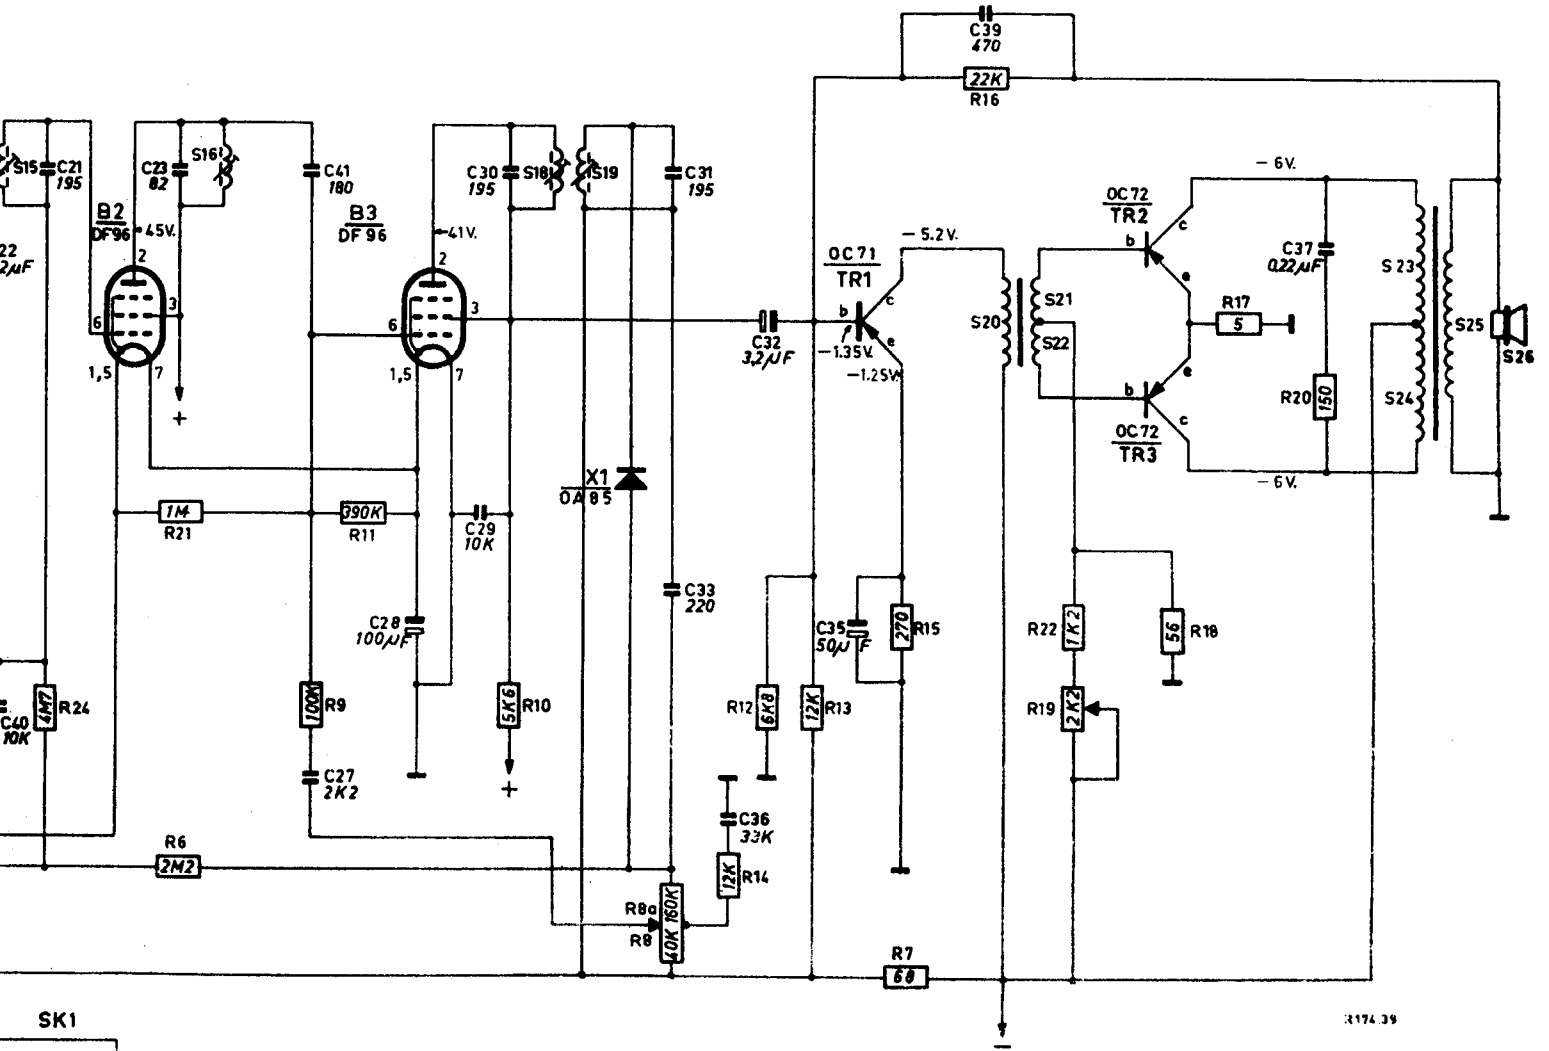 C39
470
22K
R16
S15
C21
195
C23
82
S16
C41
180
C30
195
S18
S19
C31
195
B2
DF96
45V.
B3
DF96
41V.
22
2µF
2
3
6
1,5
7
+
2
3
6
1,5
7
C32
3,2µF
OC71
TR1
b
c
e
-1.35V.
-1.25V.
- 5.2V.
S20
S21
S22
OC72
TR2
b
c
e
- 6V.
R17
5
C37
0,22µF
R20
150
S23
S24
S25
S26
b
e
c
OC72
TR3
- 6V.
X1
OA85
1M
R21
390K
R11
C29
10K
C28
100µF
C33
220
C35
50µF
270
R15
R22
1K2
56
R18
R19
2K2
C40
10K
4M7
R24
100K
R9
5K6
R10
+
R12
6K8
12K
R13
C27
2K2
C36
33K
12K
R14
R6
2M2
R8a
R8
160K
40K
R7
68
SK1
R174.39
−